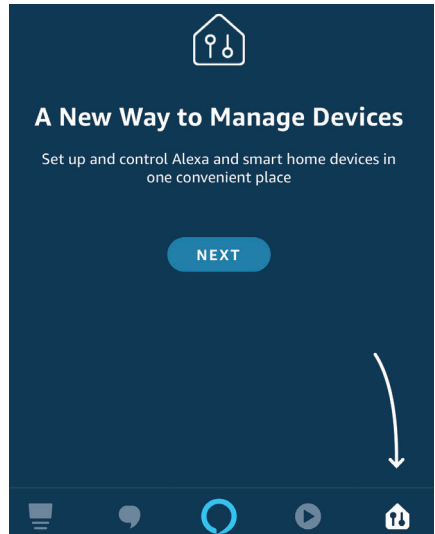 A New Way to Manage Devices
Set up and control Alexa and smart home devices in
one convenient place
NEXT